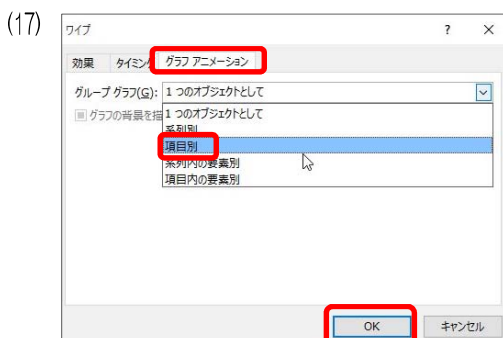 (17)
ワイプ ? ×
効果 タイミング グラフ アニメーション
グループ グラフ(G): 1 つのオブジェクトとして
グラフの背景を描 1 つのオブジェクトとして
系列別
項目別
系列内の要素別
項目内の要素別
OK キャンセル